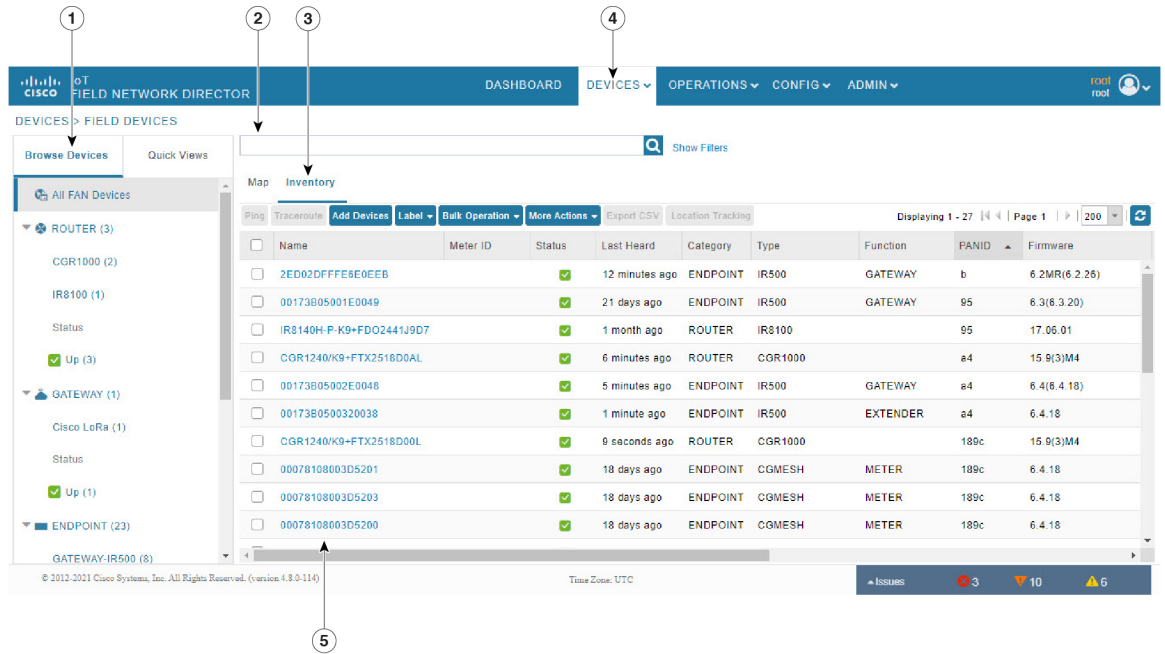 1 2 3 4
CISCO IoT
FIELD NETWORK DIRECTOR
DASHBOARD DEVICES OPERATIONS CONFIG ADMIN root
root
DEVICES > FIELD DEVICES
Browse Devices Quick Views
Show Filters
Map Inventory
All FAN Devices
ROUTER (3)
CGR1000 (2)
IR8100 (1)
Status
Up (3)
GATEWAY (1)
Cisco LoRa (1)
Status
Up (1)
ENDPOINT (23)
GATEWAY-IR500 (8)
Ping Traceroute Add Devices Label Bulk Operation More Actions Export CSV Location Tracking Displaying 1 - 27 Page 1 200
Name Meter ID Status Last Heard Category Type Function PANID Firmware
2ED02DFFFE6E0EEB 12 minutes ago ENDPOINT IR500 GATEWAY b 6.2MR(6.2.26)
00173B05001E0049 21 days ago ENDPOINT IR500 GATEWAY 95 6.3(6.3.20)
IR8140H-P-K9+FDO2441J9D7 1 month ago ROUTER IR8100 95 17.06.01
CGR1240/K9+FTX2518D0AL 6 minutes ago ROUTER CGR1000 a4 15.9(3)M4
00173B05002E0048 5 minutes ago ENDPOINT IR500 GATEWAY a4 6.4(6.4.18)
00173B0500320038 1 minute ago ENDPOINT IR500 EXTENDER a4 6.4.18
CGR1240/K9+FTX2518D00L 9 seconds ago ROUTER CGR1000 189c 15.9(3)M4
00078108003D5201 18 days ago ENDPOINT CGMESH METER 189c 6.4.18
00078108003D5203 18 days ago ENDPOINT CGMESH METER 189c 6.4.18
00078108003D5200 18 days ago ENDPOINT CGMESH METER 189c 6.4.18
© 2012-2021 Cisco Systems, Inc. All Rights Reserved. (version 4.8.0-114) Time Zone: UTC Issues 3 10 6
5